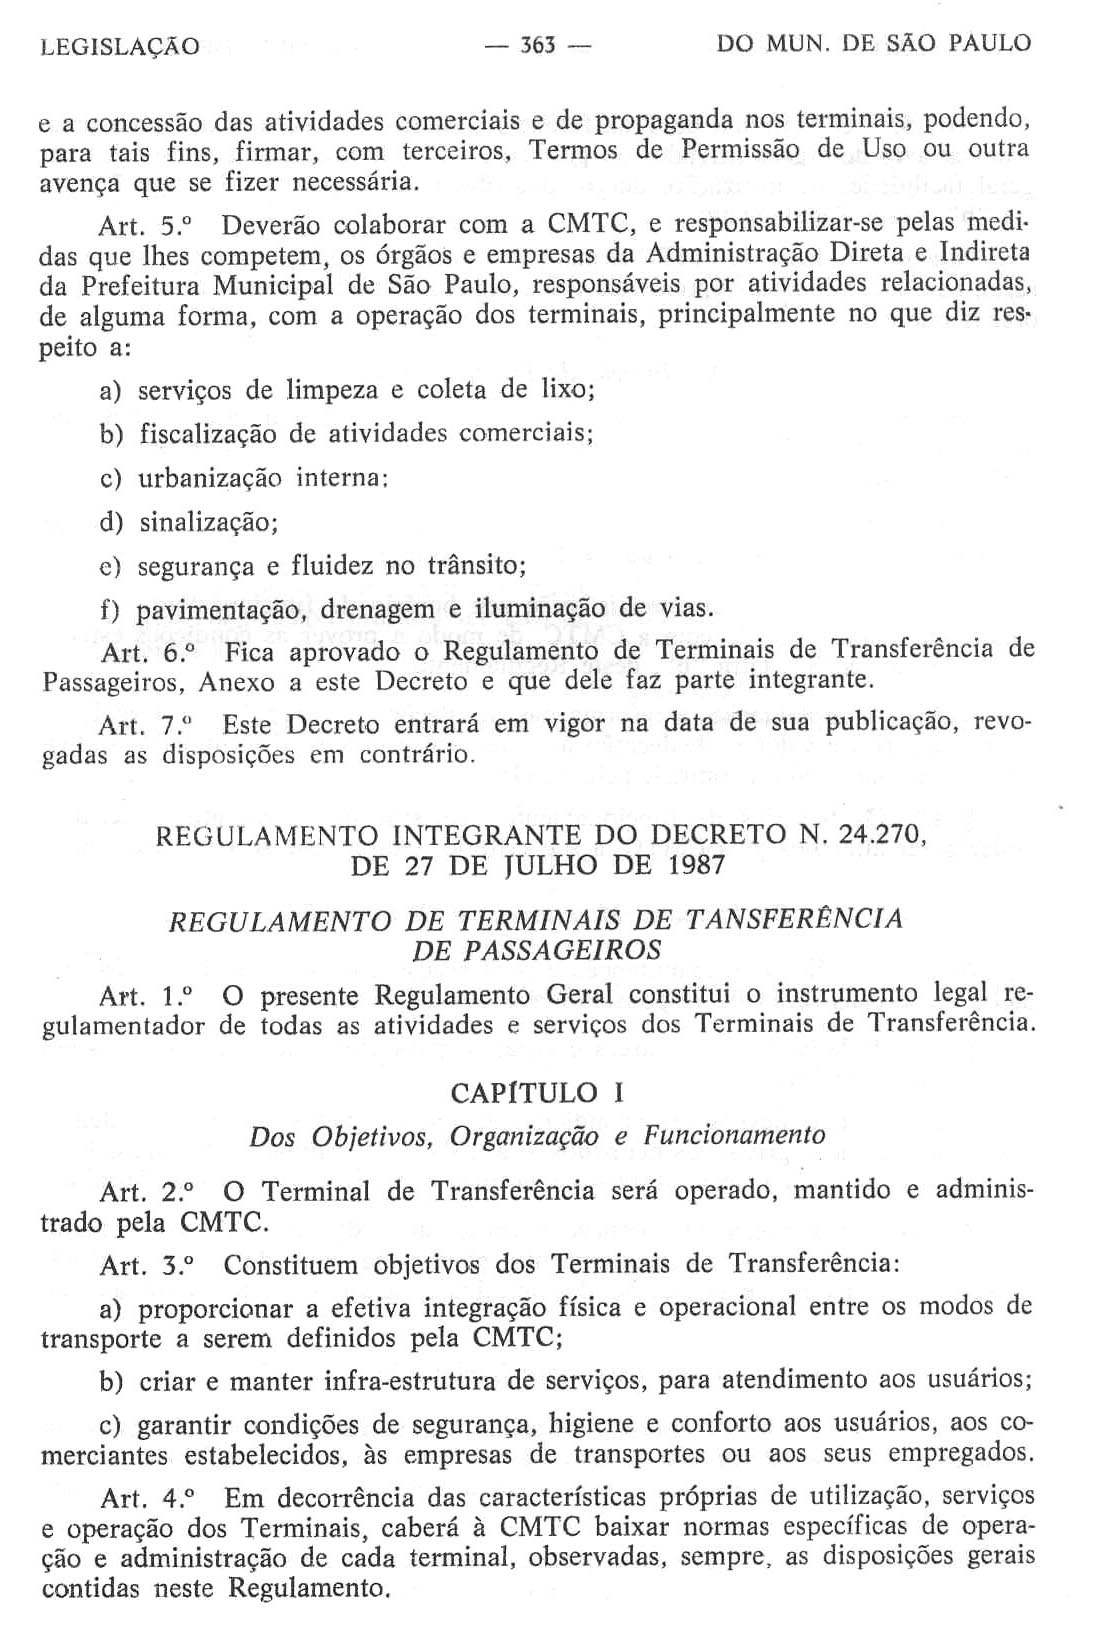 LEGISLAÇÃO — 363 — DO MUN. DE SÃO PAULO
e a concessão das atividades comerciais e de propaganda nos terminais, podendo,
para tais fins, firmar, com terceiros, Termos de Permissão de Uso ou outra
avença que se fizer necessária.
Art. 5.º Deverão colaborar com a CMTC, e responsabilizar-se pelas medi-
das que lhes competem, os órgãos e empresas da Administração Direta e Indireta
da Prefeitura Municipal de São Paulo, responsáveis por atividades relacionadas,
de alguma forma, com a operação dos terminais, principalmente no que diz res-
peito a:
a) serviços de limpeza e coleta de lixo;
b) fiscalização de atividades comerciais;
c) urbanização interna;
d) sinalização;
e) segurança e fluidez no trânsito;
f) pavimentação, drenagem e iluminação de vias.
Art. 6.º Fica aprovado o Regulamento de Terminais de Transferência de
Passageiros, Anexo a este Decreto e que dele faz parte integrante.
Art. 7.º Este Decreto entrará em vigor na data de sua publicação, revo-
gadas as disposições em contrário.
REGULAMENTO INTEGRANTE DO DECRETO N. 24.270,
DE 27 DE JULHO DE 1987
REGULAMENTO DE TERMINAIS DE TANSFERÊNCIA
DE PASSAGEIROS
Art. 1.º O presente Regulamento Geral constitui o instrumento legal re-
gulamentador de todas as atividades e serviços dos Terminais de Transferência.
CAPÍTULO I
Dos Objetivos, Organização e Funcionamento
Art. 2.º O Terminal de Transferência será operado, mantido e adminis-
trado pela CMTC.
Art. 3.º Constituem objetivos dos Terminais de Transferência:
a) proporcionar a efetiva integração física e operacional entre os modos de
transporte a serem definidos pela CMTC;
b) criar e manter infra-estrutura de serviços, para atendimento aos usuários;
c) garantir condições de segurança, higiene e conforto aos usuários, aos co-
merciantes estabelecidos, às empresas de transportes ou aos seus empregados.
Art. 4.º Em decorrência das características próprias de utilização, serviços
e operação dos Terminais, caberá à CMTC baixar normas específicas de opera-
ção e administração de cada terminal, observadas, sempre, as disposições gerais
contidas neste Regulamento.